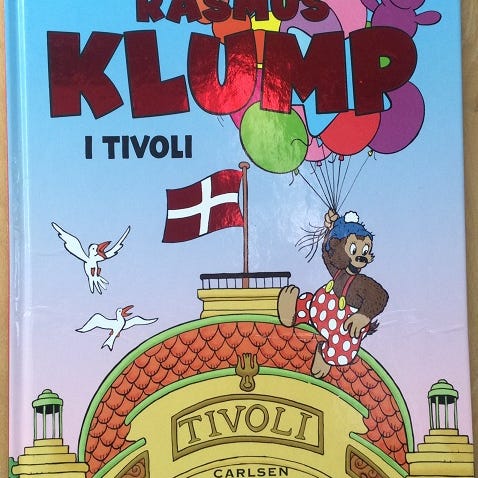 RASMUS
KLUMP
I TIVOLI
TIVOLI
CARLSEN